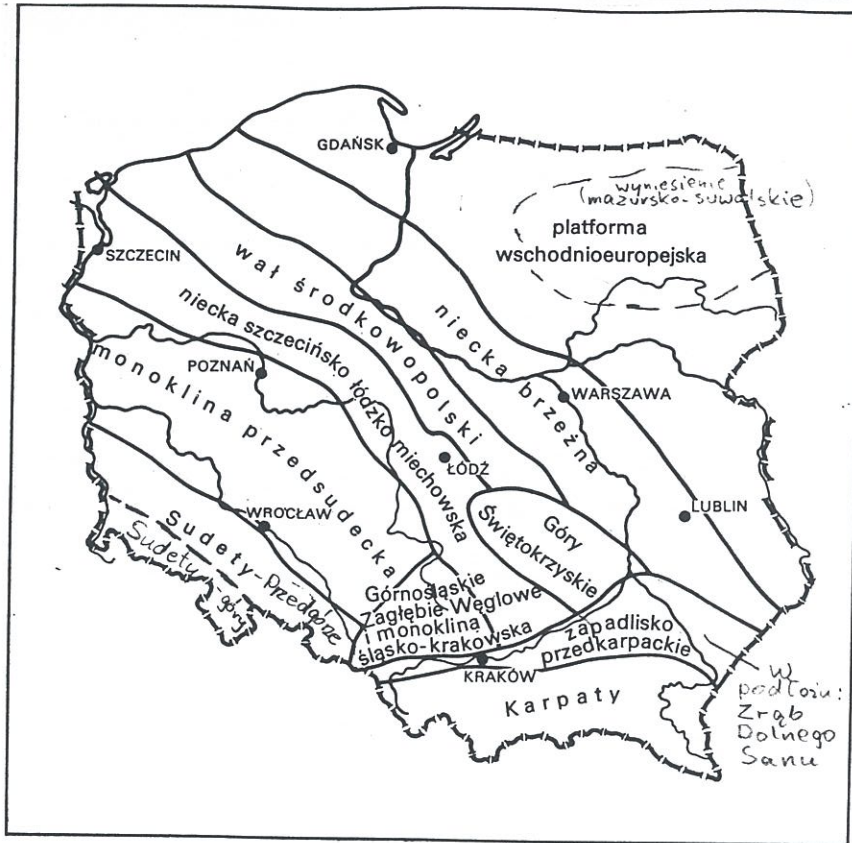 GDAŃSK
wyniesienie
(mazursko-suwalskie)
platforma
wschodnioeuropejska
SZCZECIN
wał środkowopolski
niecka brzeżna
niecka szczecińsko łódzko miechowska
POZNAŃ
monoklina przedsudecka
WARSZAWA
ŁÓDŹ
LUBLIN
WROCŁAW
Sudety-Przedgórze
Sudety
góry
Góry
Świętokrzyskie
Górnośląskie
Zagłębie Węglowe
i monoklina
śląsko-krakowska
zapadlisko
przedkarpackie
KRAKÓW
Karpaty
W
podłożu:
Zrąb
Dolnego
Sanu